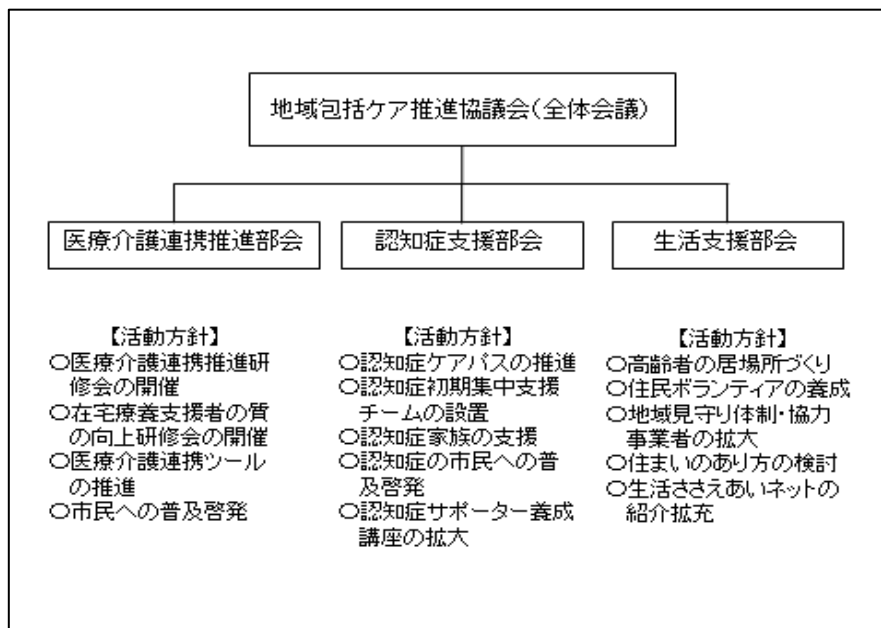 地域包括ケア推進協議会(全体会議)
医療介護連携推進部会
認知症支援部会
生活支援部会
【活動方針】
○医療介護連携推進研
修会の開催
○在宅療養支援者の質
の向上研修会の開催
○医療介護連携ツール
の推進
○市民への普及啓発
【活動方針】
○認知症ケアパスの推進
○認知症初期集中支援
チームの設置
○認知症家族の支援
○認知症の市民への普
及啓発
○認知症サポーター養成
講座の拡大
【活動方針】
○高齢者の居場所づくり
○住民ボランティアの養成
○地域見守り体制・協力
事業者の拡大
○住まいのあり方の検討
○生活ささえあいネットの
紹介拡充